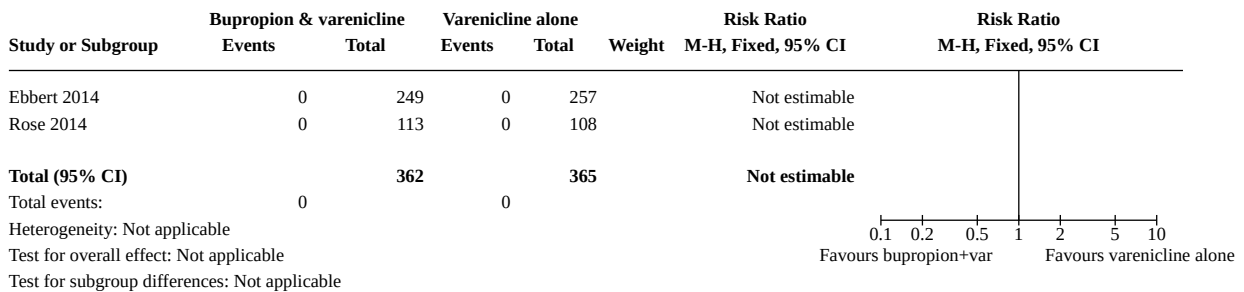 Bupropion & varenicline Varenicline alone Risk Ratio Risk Ratio
Study or Subgroup Events Total Events Total Weight M-H, Fixed, 95% CI M-H, Fixed, 95% CI
Ebbert 2014 0 249 0 257 Not estimable
Rose 2014 0 113 0 108 Not estimable
Total (95% CI) 362 365 Not estimable
Total events: 0 0
Heterogeneity: Not applicable
0.1 0.2 0.5 1 2 5 10
Test for overall effect: Not applicable Favours bupropion+var Favours varenicline alone
Test for subgroup differences: Not applicable